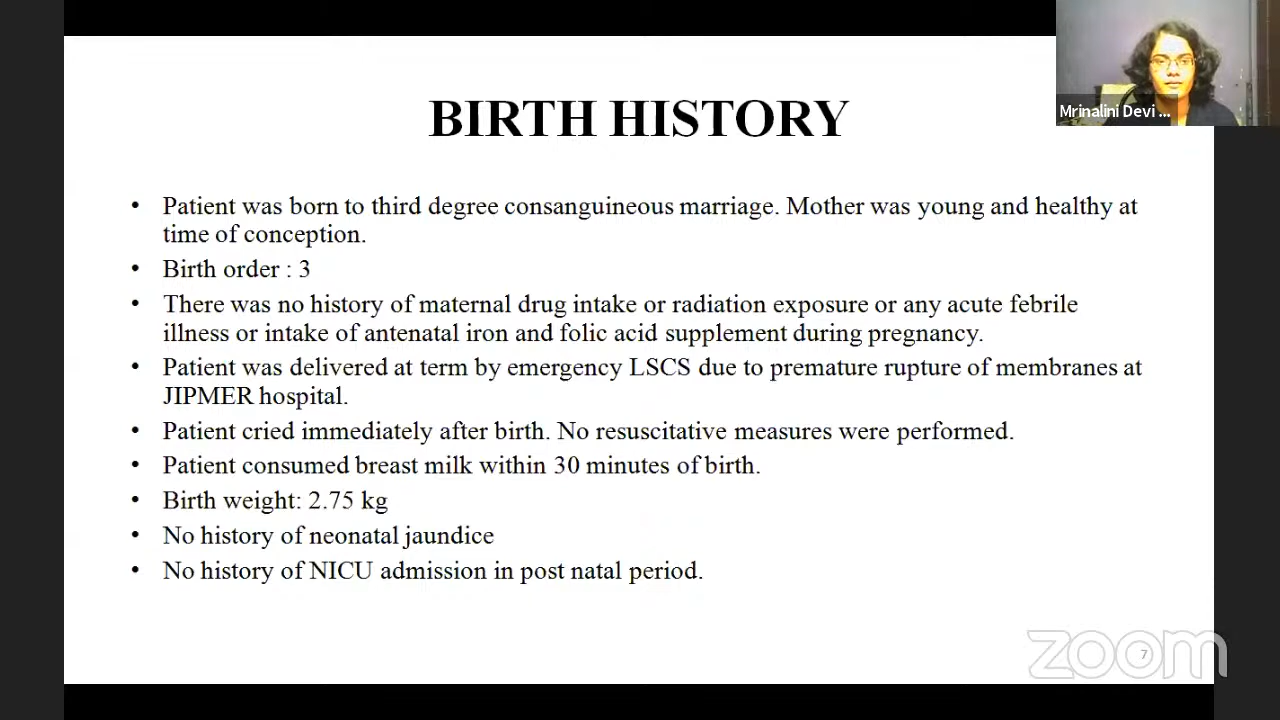 Mrinalini Devi ...
BIRTH HISTORY
• Patient was born to third degree consanguineous marriage. Mother was young and healthy at
time of conception.
• Birth order : 3
• There was no history of maternal drug intake or radiation exposure or any acute febrile
illness or intake of antenatal iron and folic acid supplement during pregnancy.
• Patient was delivered at term by emergency LSCS due to premature rupture of membranes at
JIPMER hospital.
• Patient cried immediately after birth. No resuscitative measures were performed.
• Patient consumed breast milk within 30 minutes of birth.
• Birth weight: 2.75 kg
• No history of neonatal jaundice
• No history of NICU admission in post natal period.
zoom
7